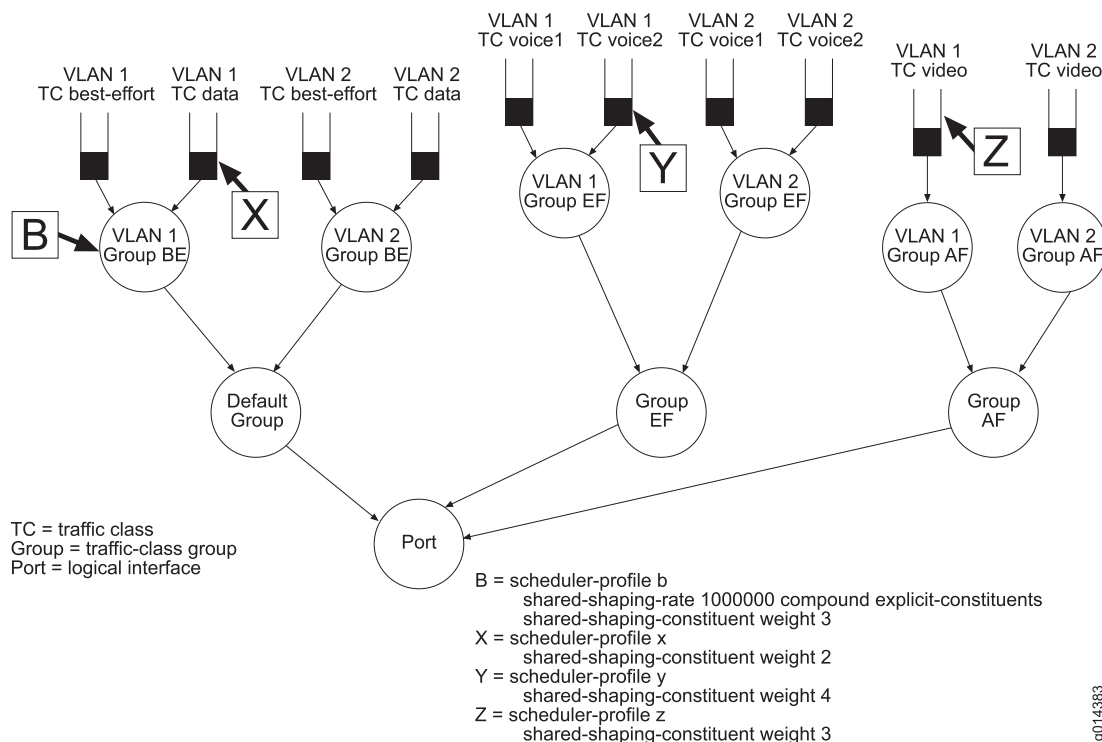 VLAN 1
TC best-effort
VLAN 1
TC data
VLAN 2
TC best-effort
VLAN 2
TC data
VLAN 1
TC voice1
VLAN 1
TC voice2
VLAN 2
TC voice1
VLAN 2
TC voice2
VLAN 1
TC video
VLAN 2
TC video
B
X
Y
Z
VLAN 1
Group BE
VLAN 2
Group BE
VLAN 1
Group EF
VLAN 2
Group EF
VLAN 1
Group AF
VLAN 2
Group AF
Default
Group
Group
EF
Group
AF
Port
TC = traffic class
Group = traffic-class group
Port = logical interface
B = scheduler-profile b
shared-shaping-rate 1000000 compound explicit-constituents
shared-shaping-constituent weight 3
X = scheduler-profile x
shared-shaping-constituent weight 2
Y = scheduler-profile y
shared-shaping-constituent weight 4
Z = scheduler-profile z
shared-shaping-constituent weight 3
g014383